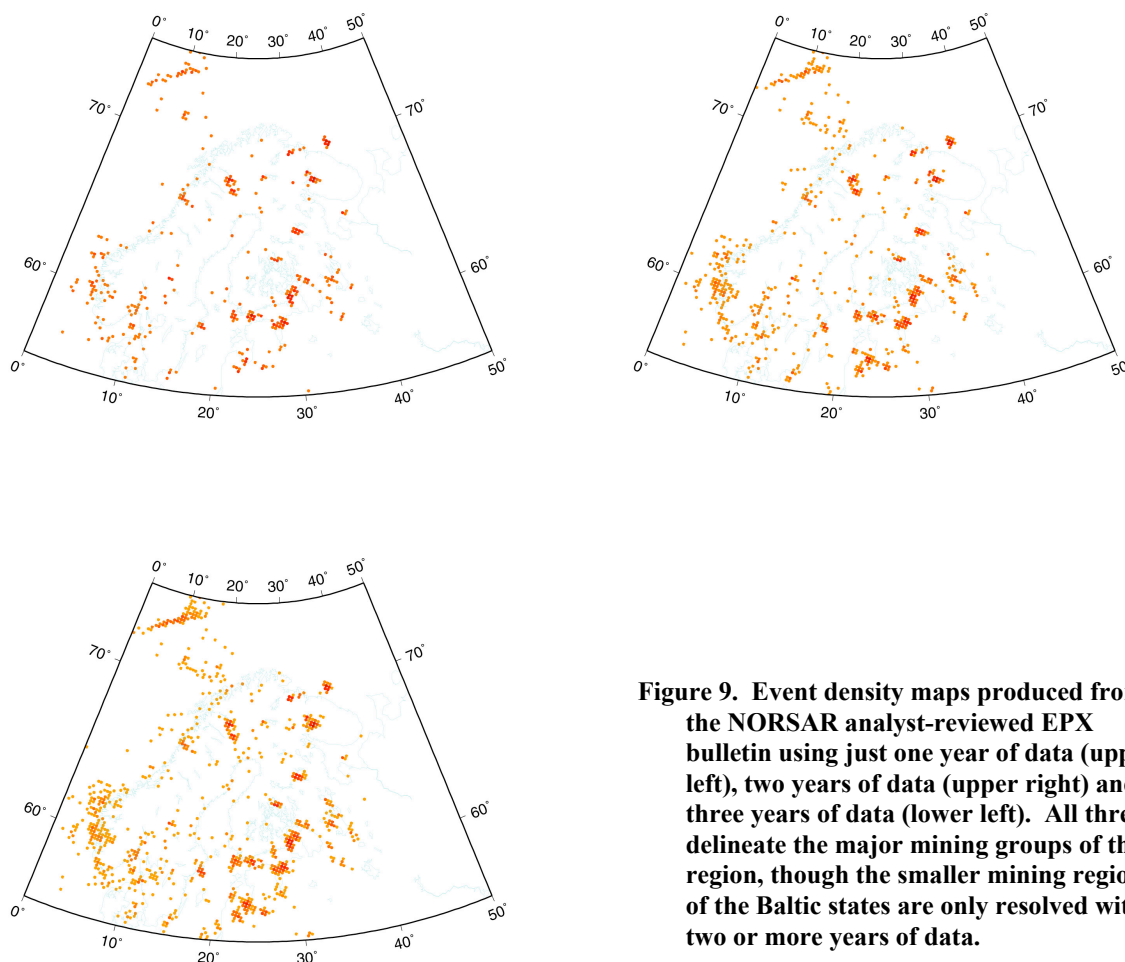 0° 10° 20° 30° 40° 50°
70° 70°
60° 60°
0° 10° 20° 30° 40° 50°
0° 10° 20° 30° 40° 50°
70° 70°
60° 60°
0° 10° 20° 30° 40° 50
0° 10° 20° 30° 40° 50°
70° 70°
60° 60°
0° 10° 20° 30° 40° 50°
Figure 9. Event density maps produced fro
the NORSAR analyst-reviewed EPX
bulletin using just one year of data (upp
left), two years of data (upper right) and
three years of data (lower left). All thre
delineate the major mining groups of th
region, though the smaller mining regio
of the Baltic states are only resolved wit
two or more years of data.